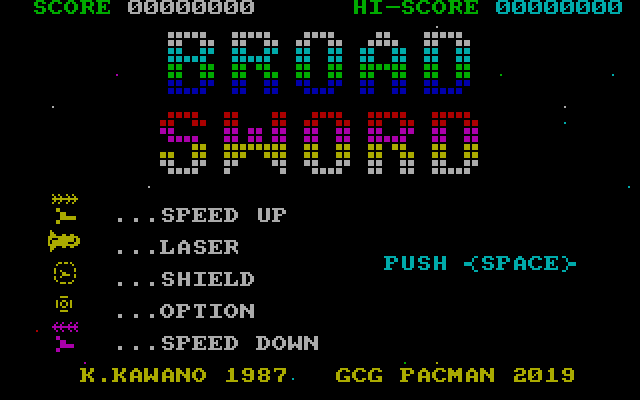 SCORE 00000000 HI-SCORE 00000000
BROAD
SWORD
...SPEED UP
...LASER
PUSH -{SPACE}-
...SHIELD
...OPTION
...SPEED DOWN
K.KAWANO 1987. GCG PACMAN 2019